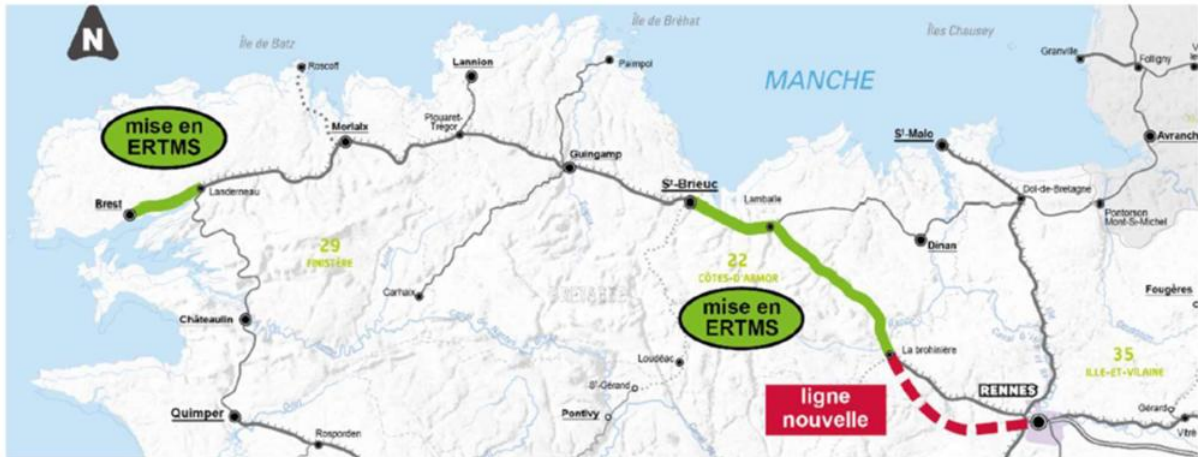 N
Île de Batz
Île de Bréhat
Îles Chausey
Granville
Folligny
Roscoff
Lannion
Paimpol
MANCHE
mise en
ERTMS
Morlaix
Plouaret-
Trégor
Guingamp
St-Malo
Avranch
Brest
Landerneau
St-Brieuc
Lamballe
Dol-de-Bretagne
Pontorson
Mont-St-Michel
Dinan
29
FINISTÈRE
22
CÔTES-D'ARMOR
Carhaix
mise en
ERTMS
Fougères
Châteaulin
Loudéac
La brohinière
35
ILLE-ET-VILAINE
St-Gérand
RENNES
ligne
nouvelle
Quimper
Pontivy
Gérard
Rosporden
Vitré